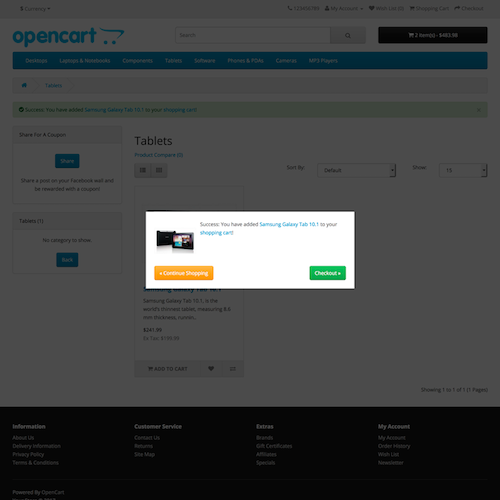 $ Currency
123456789 My Account Wish List (0) Shopping Cart Checkout
opencart
Search
2 item(s) - $483.98
Desktops Laptops & Notebooks Components Tablets Software Phones & PDAs Cameras MP3 Players
Tablets
Success: You have added Samsung Galaxy Tab 10.1 to your shopping cart!
Share For A Coupon
Share
Share a post on your Facebook wall and
be rewarded with a coupon!
Tablets (1)
No category to show.
Back
Tablets
Product Compare (0)
Sort By: Default Show: 15
Success: You have added Samsung Galaxy Tab 10.1 to your
shopping cart!
« Continue Shopping
Checkout »
Samsung Galaxy Tab 10.1
Samsung Galaxy Tab 10.1, is the
world's thinnest tablet, measuring 8.6
mm thickness, runnin..
$241.99
Ex Tax: $199.99
ADD TO CART
Showing 1 to 1 of 1 (1 Pages)
Information
About Us
Delivery Information
Privacy Policy
Terms & Conditions
Customer Service
Contact Us
Returns
Site Map
Extras
Brands
Gift Certificates
Affiliates
Specials
My Account
My Account
Order History
Wish List
Newsletter
Powered By OpenCart